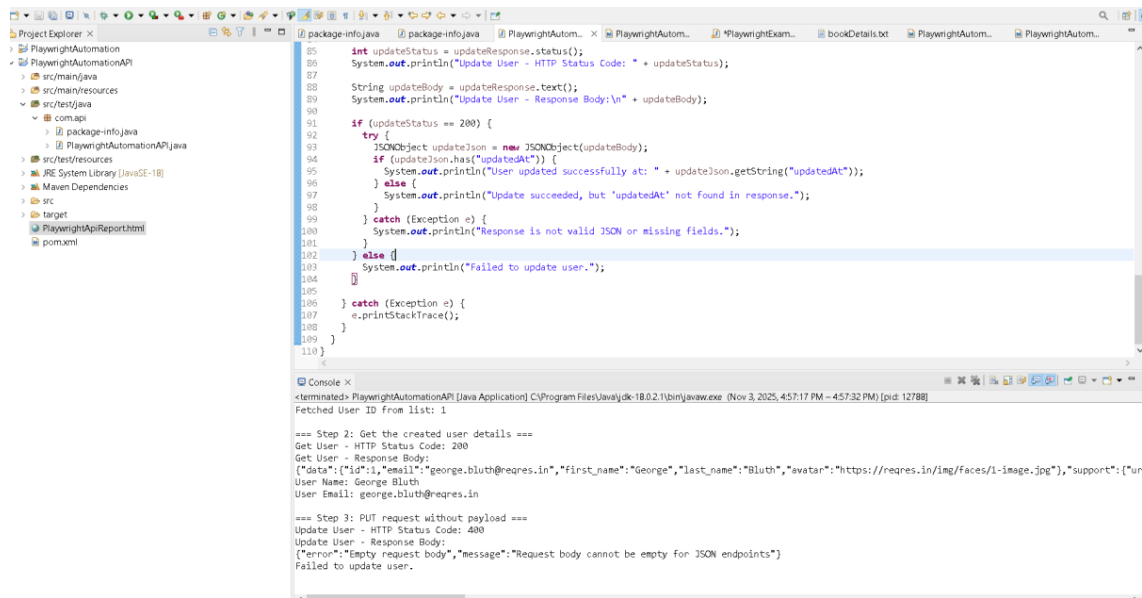 Project Explorer ×
package-info.java
package-info.java
PlaywrightAutom... ×
PlaywrightAutom...
*PlaywrightExam...
bookDetails.txt
PlaywrightAutom...
PlaywrightAutom...
PlaywrightAutomation
PlaywrightAutomationAPI
src/main/java
src/main/resources
src/test/java
com.api
package-info.java
PlaywrightAutomationAPI.java
src/test/resources
JRE System Library [JavaSE-18]
Maven Dependencies
src
target
PlaywrightApiReport.html
pom.xml
85 int updateStatus = updateResponse.status();
86 System.out.println("Update User - HTTP Status Code: " + updateStatus);
87
88 String updateBody = updateResponse.text();
89 System.out.println("Update User - Response Body:\n" + updateBody);
90
91 if (updateStatus == 200) {
92 try {
93 JSONObject updateJson = new JSONObject(updateBody);
94 if (updateJson.has("updatedAt")) {
95 System.out.println("User updated successfully at: " + updateJson.getString("updatedAt"));
96 } else {
97 System.out.println("Update succeeded, but 'updatedAt' not found in response.");
98 }
99 } catch (Exception e) {
100 System.out.println("Response is not valid JSON or missing fields.");
101 }
102 } else {
103 System.out.println("Failed to update user.");
104 }
105
106 } catch (Exception e) {
107 e.printStackTrace();
108 }
109 }
110 }
Console ×
<terminated> PlaywrightAutomationAPI [Java Application] C:\Program Files\Java\jdk-18.0.2.1\bin\javaw.exe (Nov 3, 2025, 4:57:17 PM – 4:57:32 PM) [pid: 12788]
Fetched User ID from list: 1
=== Step 2: Get the created user details ===
Get User - HTTP Status Code: 200
Get User - Response Body:
{"data":{"id":1,"email":"george.bluth@reqres.in","first_name":"George","last_name":"Bluth","avatar":"https://reqres.in/img/faces/1-image.jpg"},"support":{"ur
User Name: George Bluth
User Email: george.bluth@reqres.in
=== Step 3: PUT request without payload ===
Update User - HTTP Status Code: 400
Update User - Response Body:
{"error":"Empty request body","message":"Request body cannot be empty for JSON endpoints"}
Failed to update user.